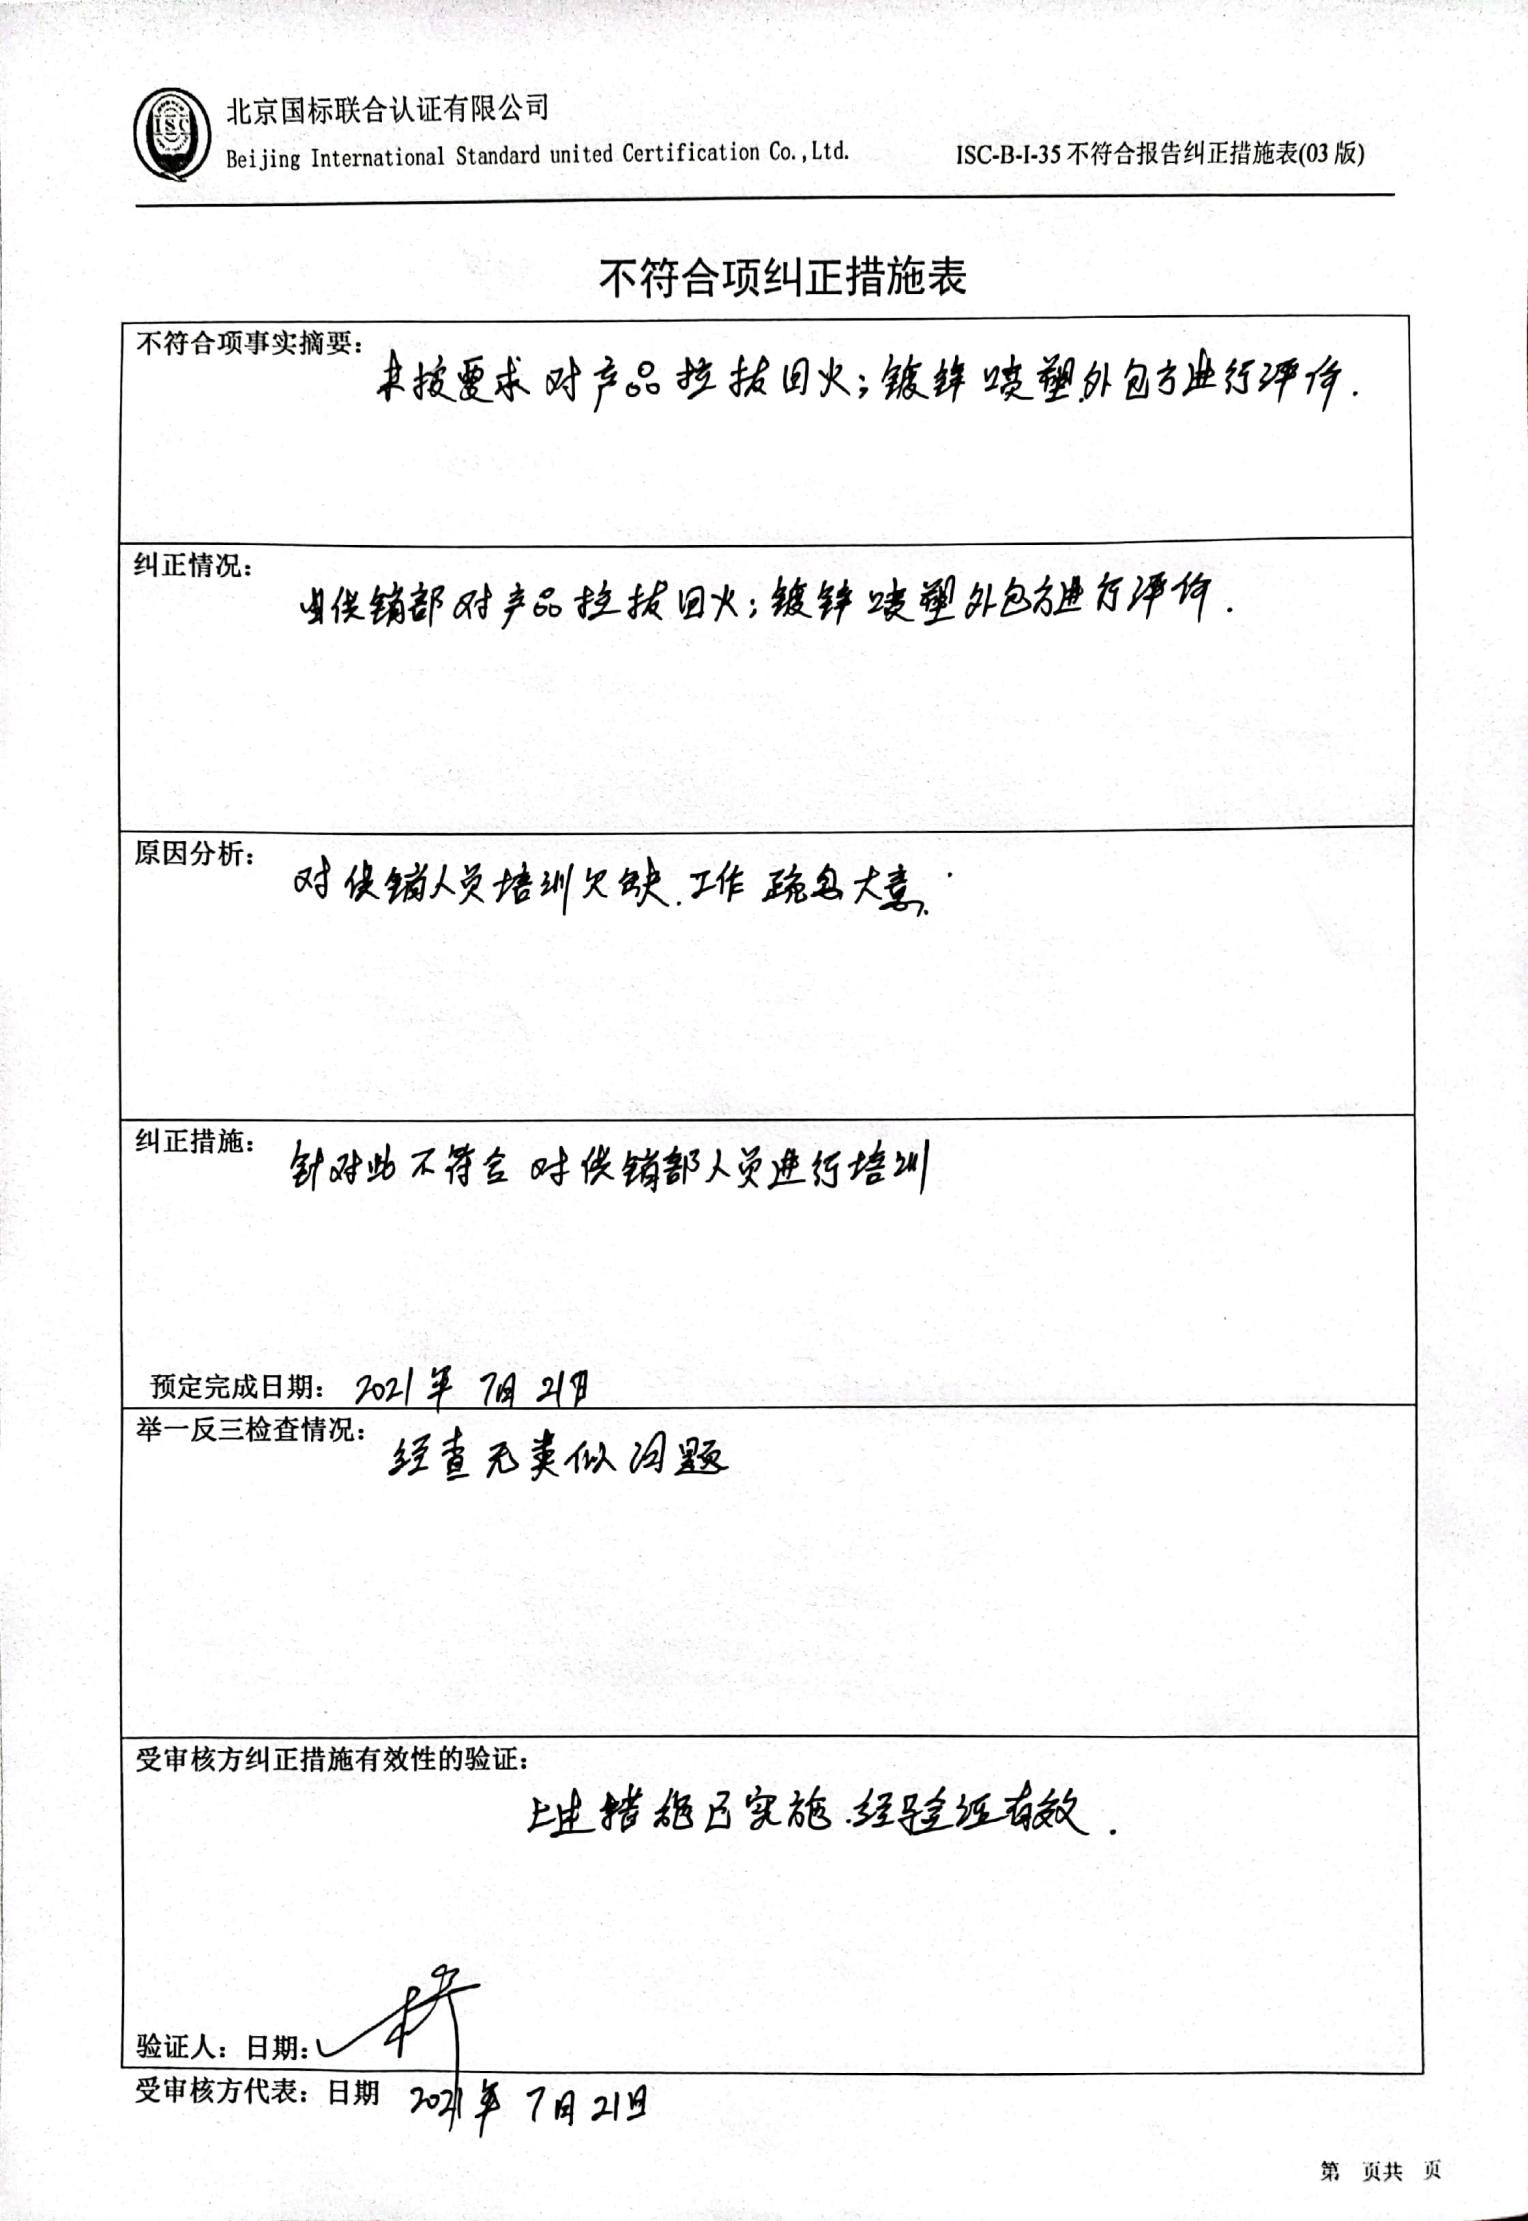 ISC
北京国标联合认证有限公司
Beijing International Standard united Certification Co.,Ltd.
ISC-B-I-35 不符合报告纠正措施表(03 版)
不符合项纠正措施表
不符合项事实摘要:
未按要求对产品拉拔回火;镀锌喷塑外包方进行评价.
纠正情况:
由供销部对产品拉拔回火;镀锌喷塑外包方进行评价.
原因分析:
对供销人员培训欠缺.工作疏忽大意.
纠正措施:
针对此不符合对供销部人员进行培训
预定完成日期: 2021年7月21日
举一反三检查情况:
经查无类似问题
受审核方纠正措施有效性的验证:
上述措施已实施.经验证有效.
验证人: 日期:
受审核方代表: 日期 2021年7月21日
第 页共 页